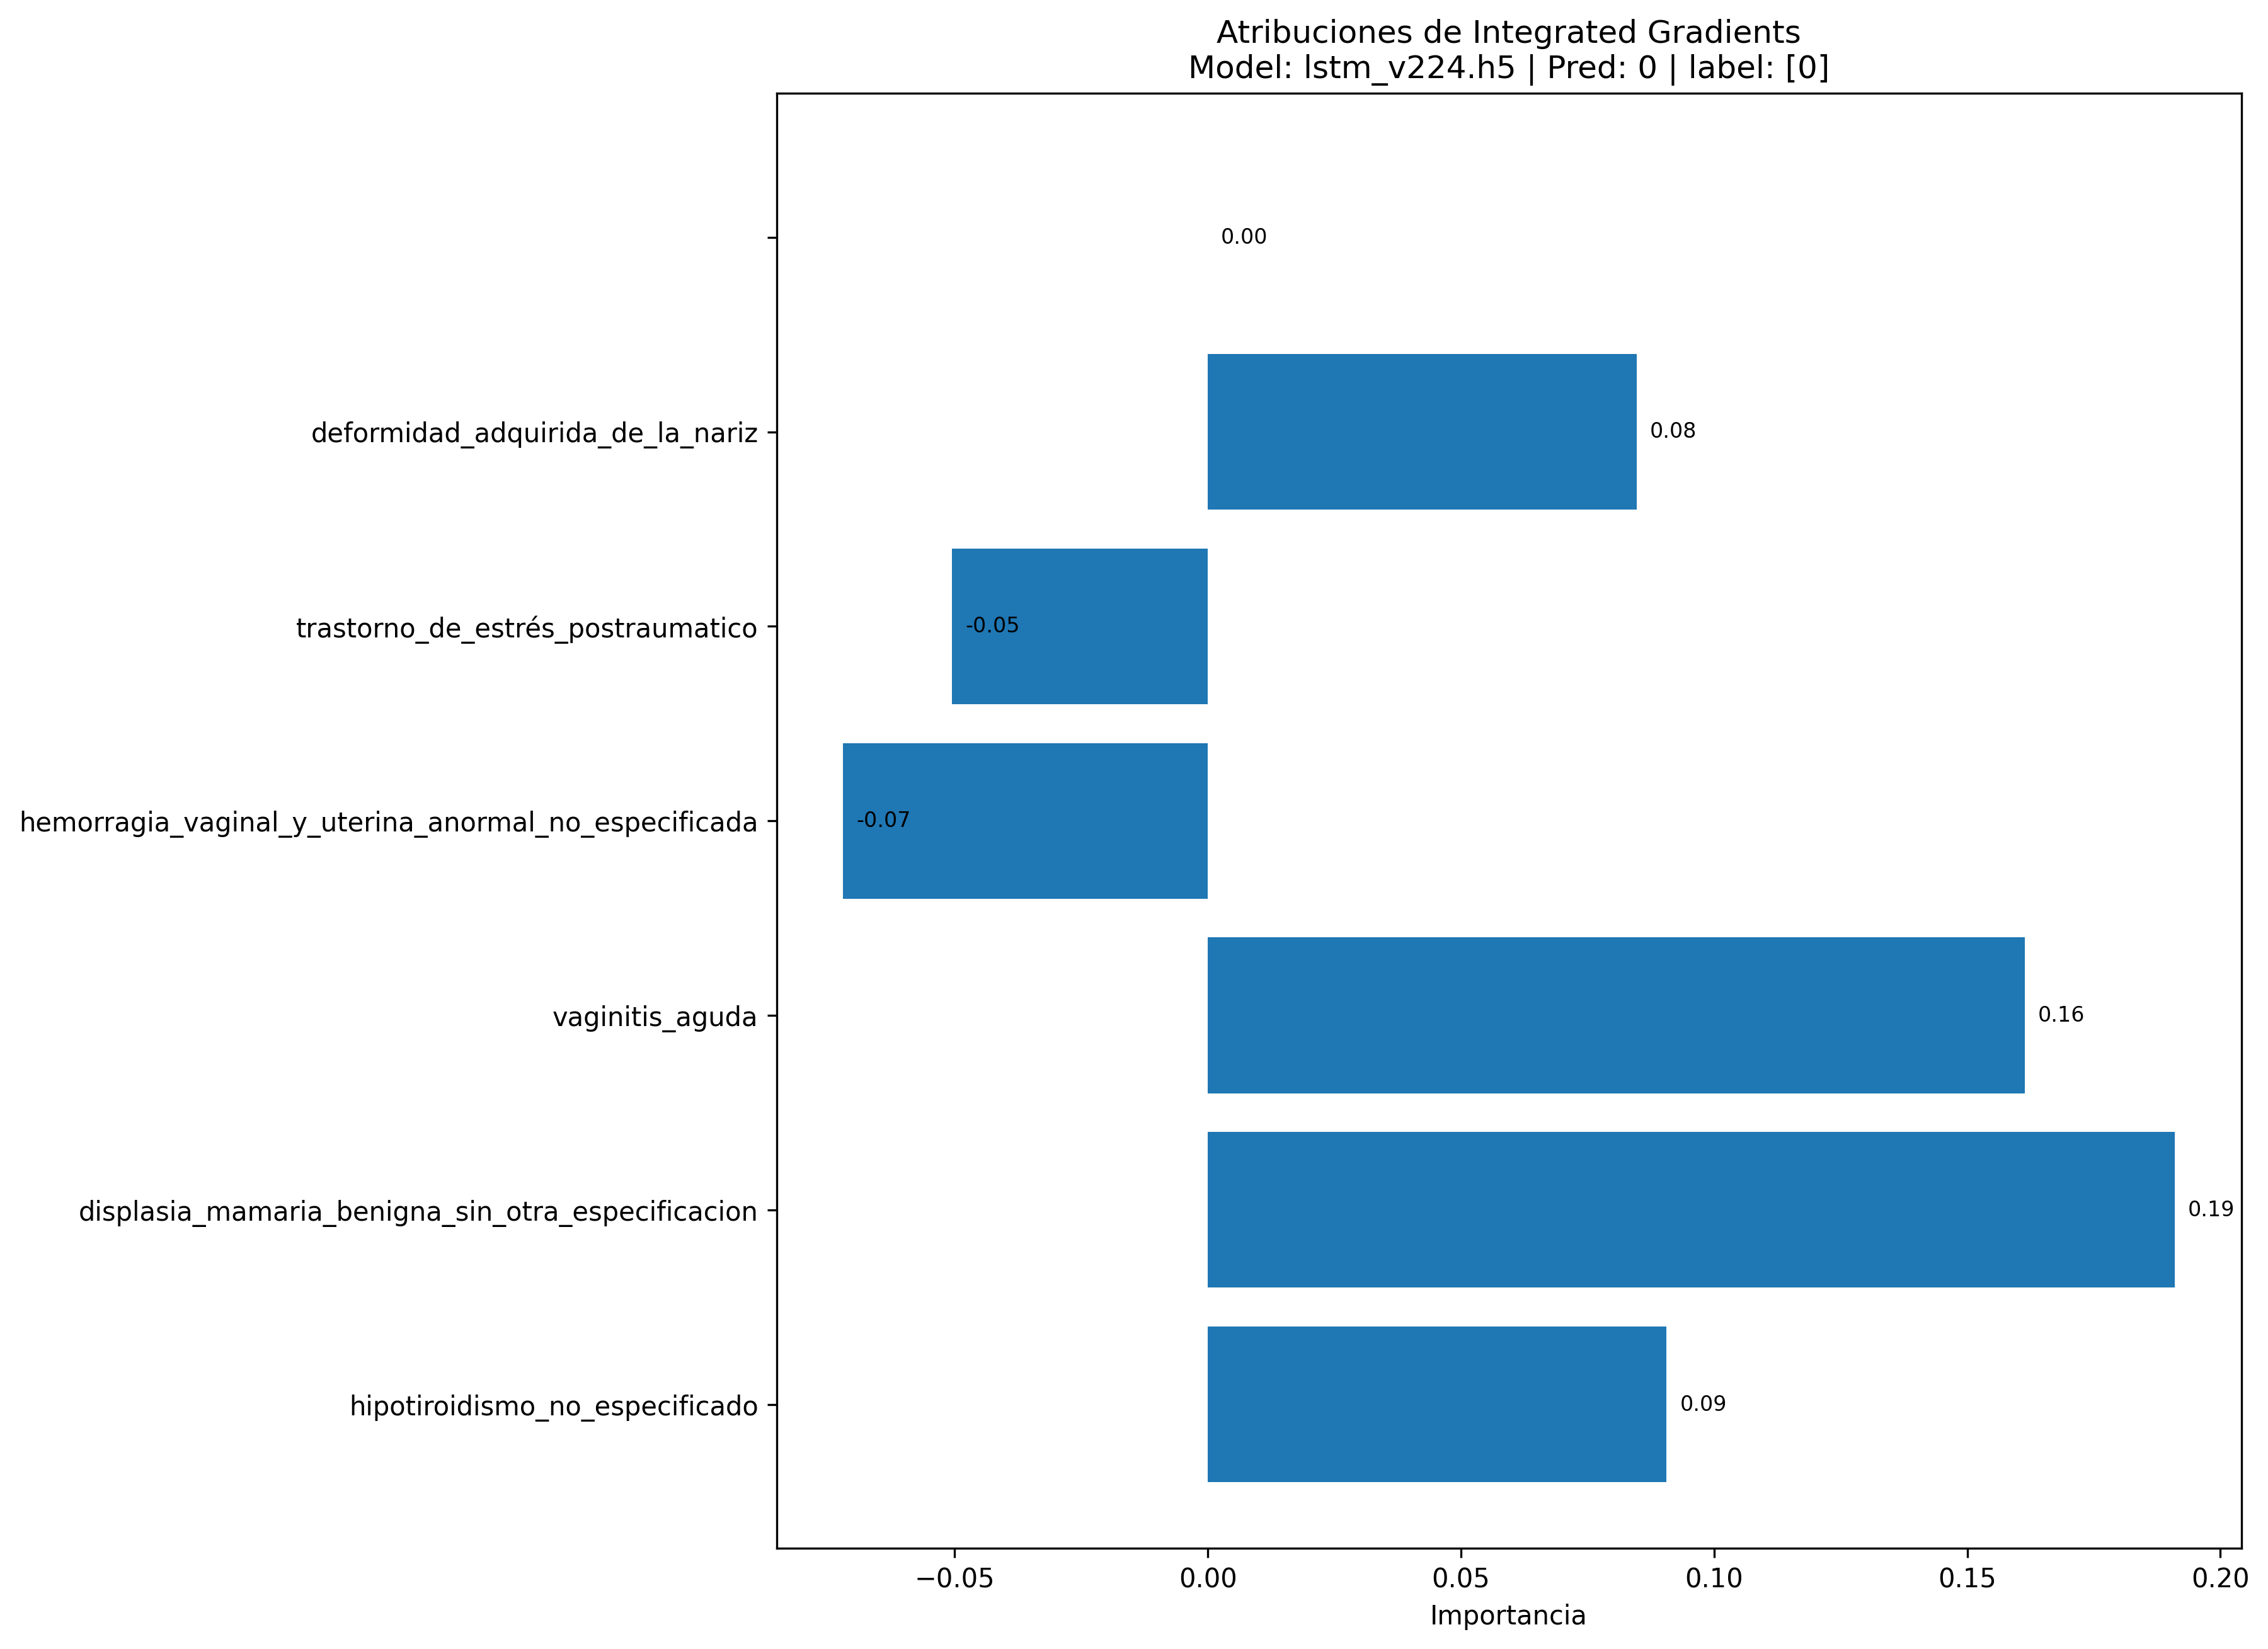 Atribuciones de Integrated Gradients
Model: lstm_v224.h5 | Pred: 0 | label: [0]
0.00
deformidad_adquirida_de_la_nariz
0.08
trastorno_de_estrés_postraumatico
-0.05
hemorragia_vaginal_y_uterina_anormal_no_especificada
-0.07
vaginitis_aguda
0.16
displasia_mamaria_benigna_sin_otra_especificacion
0.19
hipotiroidismo_no_especificado
0.09
−0.05 0.00 0.05 0.10 0.15 0.20
Importancia